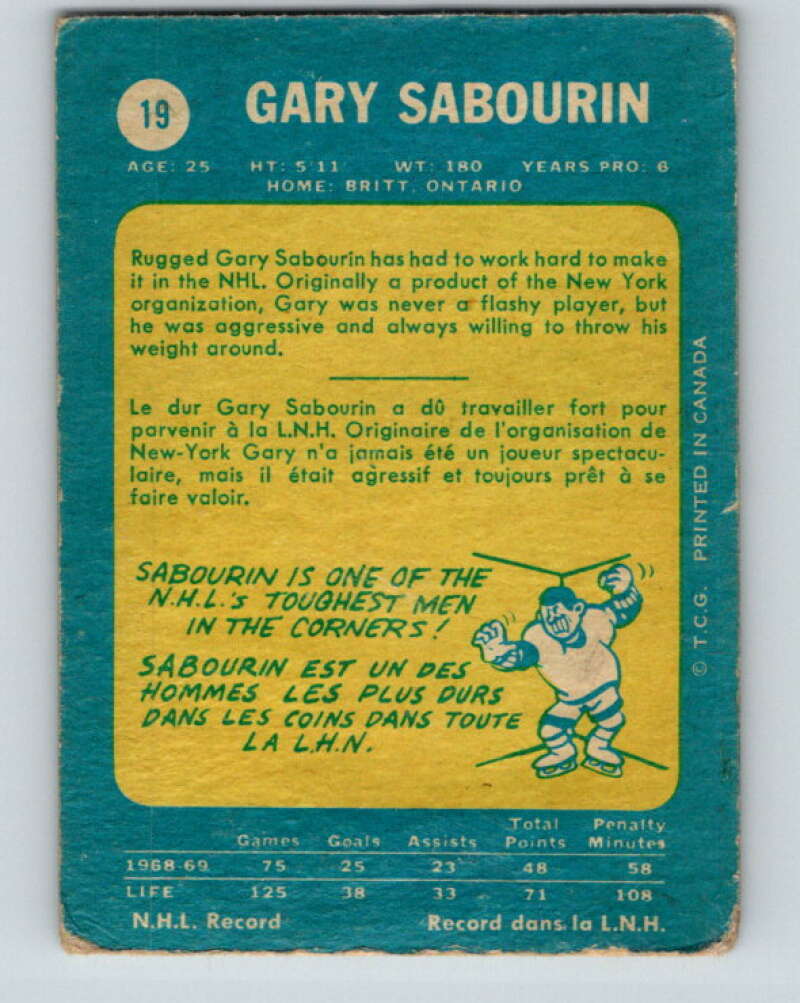 19 GARY SABOURIN
AGE: 25 HT: 5'11 WT: 180 YEARS PRO: 6
HOME: BRITT, ONTARIO
Rugged Gary Sabourin has had to work hard to make
it in the NHL. Originally a product of the New York
organization, Gary was never a flashy player, but
he was aggressive and always willing to throw his
weight around.
Le dur Gary Sabourin a dû travailler fort pour
parvenir à la L.N.H. Originaire de l'organisation de
New-York Gary n'a jamais été un joueur spectacu-
laire, mais il était agressif et toujours prêt à se
faire valoir.
SABOURIN IS ONE OF THE
N.H.L.'s TOUGHEST MEN
IN THE CORNERS!
SABOURIN EST UN DES
HOMMES LES PLUS DURS
DANS LES COINS DANS TOUTE
LA L.H.N.
© T.C.G. PRINTED IN CANADA
Total Penalty
Games Goals Assists Points Minutes
1968-69 75 25 23 48 58
LIFE 125 38 33 71 108
N.H.L. Record Record dans la L.N.H.